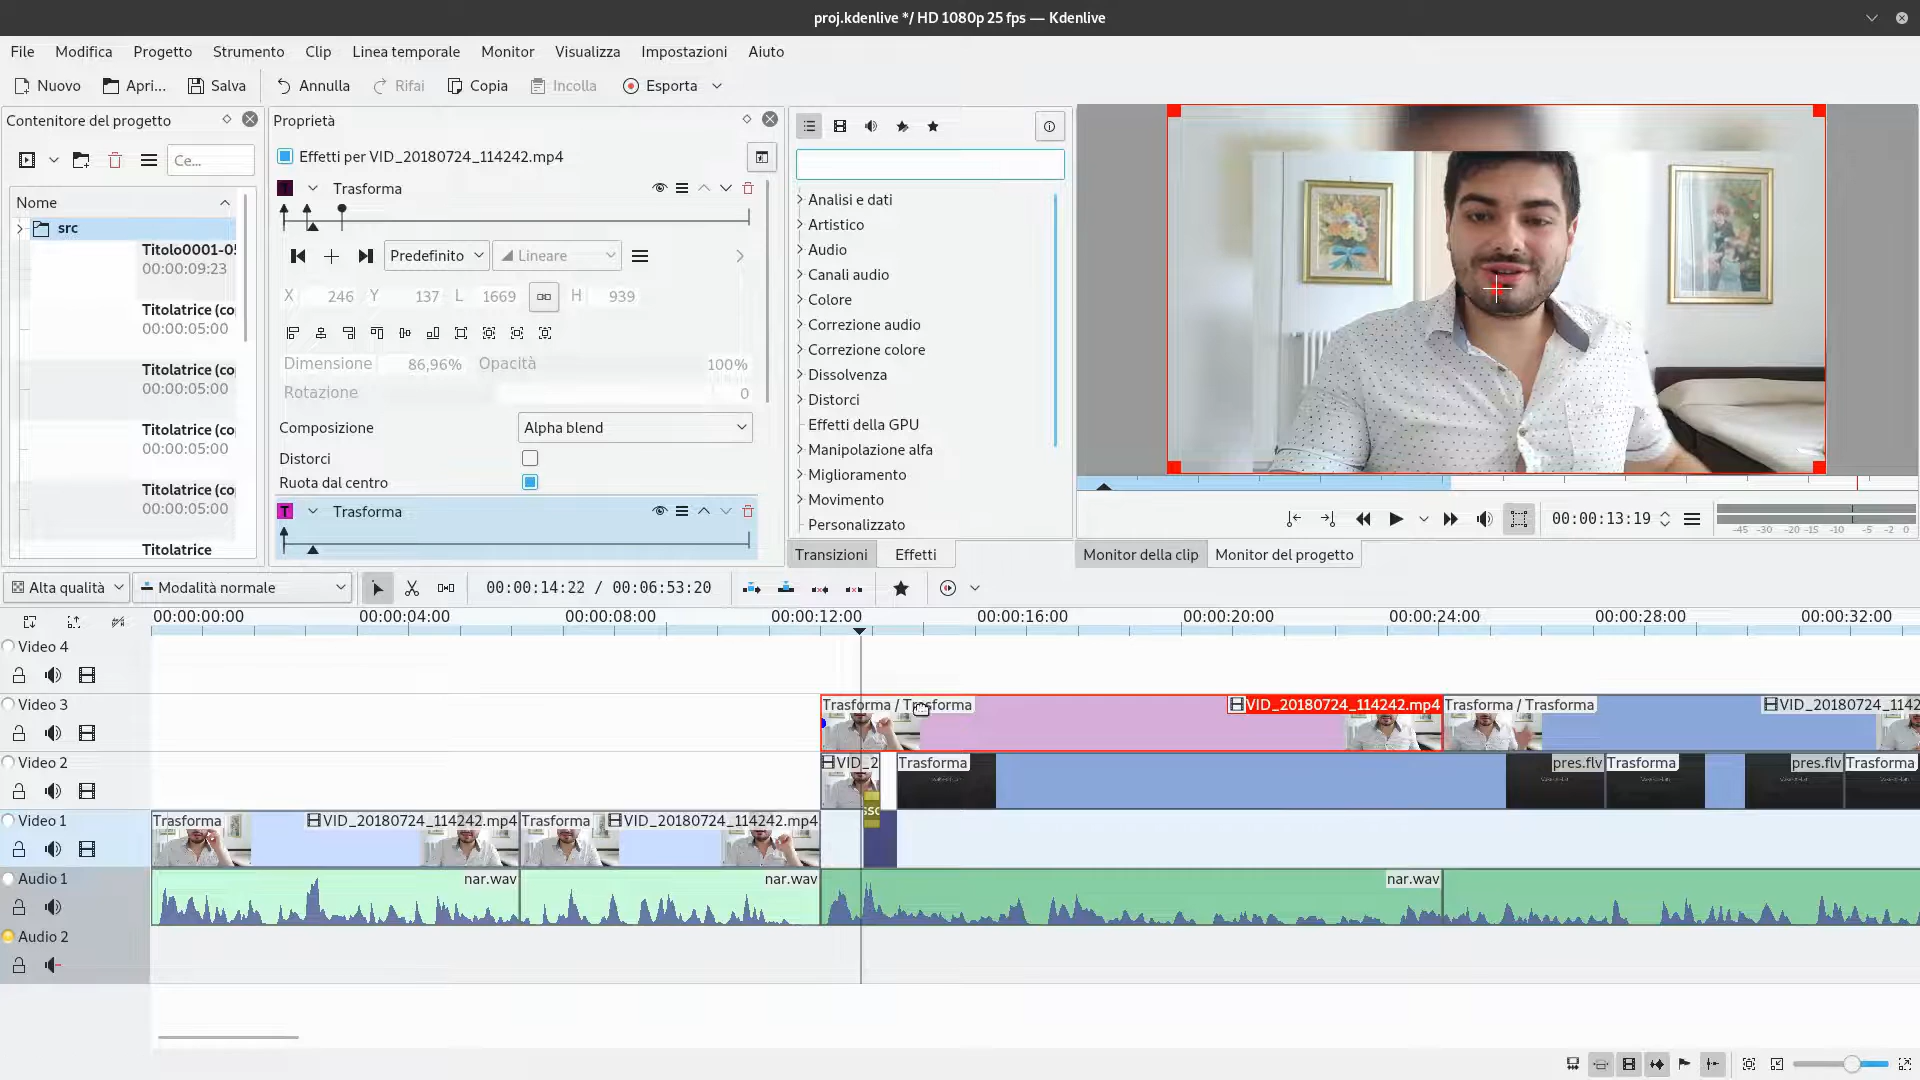 proj.kdenlive */ HD 1080p 25 fps — Kdenlive
File Modifica Progetto Strumento Clip Linea temporale Monitor Visualizza Impostazioni Aiuto
Nuovo Apri... Salva Annulla Rifai Copia Incolla Esporta
Contenitore del progetto
Ce...
Nome
src
Titolo0001-0
00:00:09:23
Titolatrice (co
00:00:05:00
Titolatrice (co
00:00:05:00
Titolatrice (co
00:00:05:00
Titolatrice (co
00:00:05:00
Titolatrice
Proprietà
Effetti per VID_20180724_114242.mp4
Trasforma
Predefinito Lineare
X 246 Y 137 L 1669 H 939
Dimensione 86,96% Opacità 100%
Rotazione 0
Composizione Alpha blend
Distorci
Ruota dal centro
T Trasforma
Analisi e dati
Artistico
Audio
Canali audio
Colore
Correzione audio
Correzione colore
Dissolvenza
Distorci
Effetti della GPU
Manipolazione alfa
Miglioramento
Movimento
Personalizzato
Transizioni Effetti
00:00:13:19
-45 -30 -20 -15 -10 -5 -2 0
Monitor della clip Monitor del progetto
Alta qualità Modalità normale 00:00:14:22 / 00:06:53:20
00:00:00:00 00:00:04:00 00:00:08:00 00:00:12:00 00:00:16:00 00:00:20:00 00:00:24:00 00:00:28:00 00:00:32:00
Video 4
Video 3
Trasforma / Trasforma VID_20180724_114242.mp4 Trasforma / Trasforma VID_20180724_1142
Video 2
VID_2 Trasforma pres.flv Trasforma pres.flv Trasforma
Video 1
Trasforma VID_20180724_114242.mp4 Trasforma VID_20180724_114242.mp4
Audio 1
nar.wav nar.wav nar.wav
Audio 2